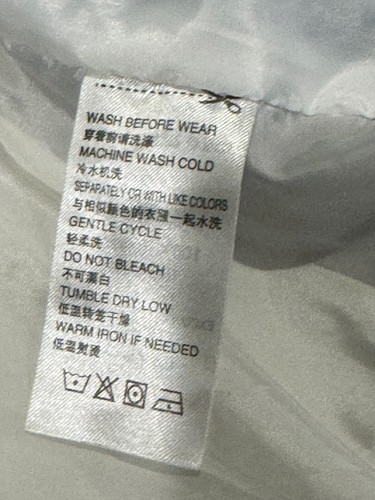 WASH BEFORE WEAR
穿着前请洗涤
MACHINE WASH COLD
冷水机洗
SEPARATELY OR WITH LIKE COLORS
与相似颜色的衣服一起水洗
GENTLE CYCLE
轻柔洗
DO NOT BLEACH
不可漂白
TUMBLE DRY LOW
低温转笼干燥
WARM IRON IF NEEDED
低温熨烫